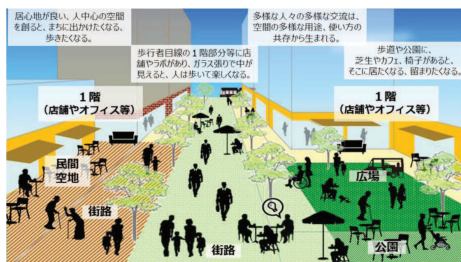 居心地が良い、人中心の空間
を創ると、まちに出かけたくなる、
歩きたくなる。
歩行者目線の1階部分等に店
舗やラボがあり、ガラス張りで中が
見えると、人は歩いて楽しくなる。
多様な人々の多様な交流は、
空間の多様な用途、使い方の
共存から生まれる。
歩道や公園に、
芝生やカフェ、椅子があると、
そこに居たくなる、留まりたくなる。
1階
(店舗やオフィス等)
1階
(店舗やオフィス等)
民間
空地
街路
街路
広場
公園